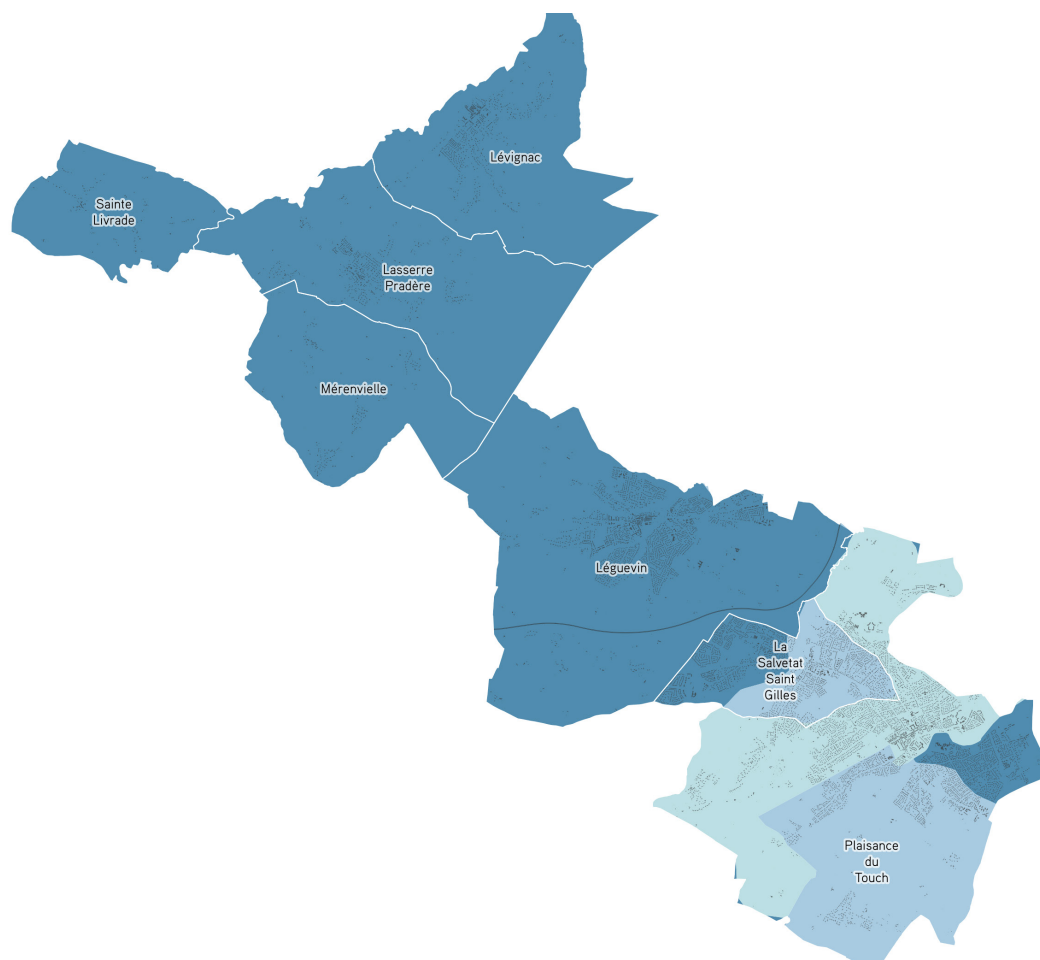 Lévignac
Sainte
Livrade
Lasserre
Pradère
Mérenvielle
Léguevin
La
Salvetat
Saint
Gilles
Plaisance
du
Touch